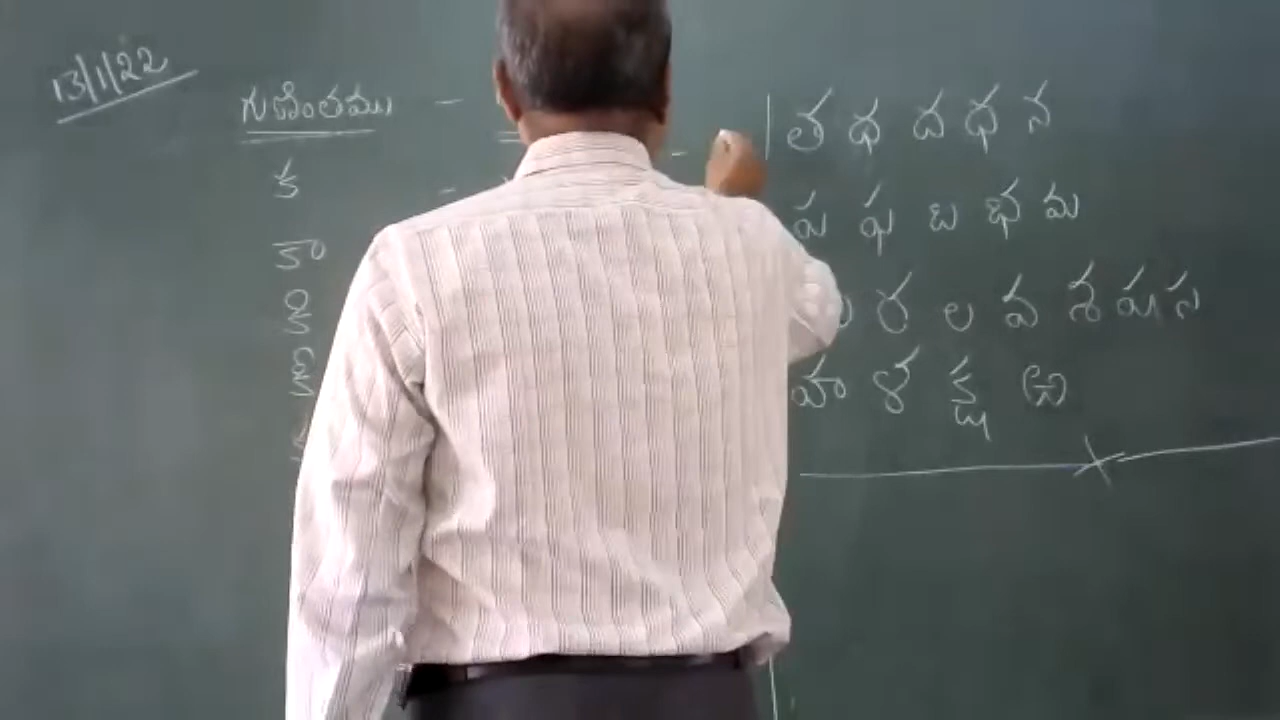 13/1/22
గుణింతము -
క -
కా
కి
కీ
త థ ద ధ న
ప ఫ బ భ మ
ర ల వ శ ష స
హ ళ క్ష ఱ